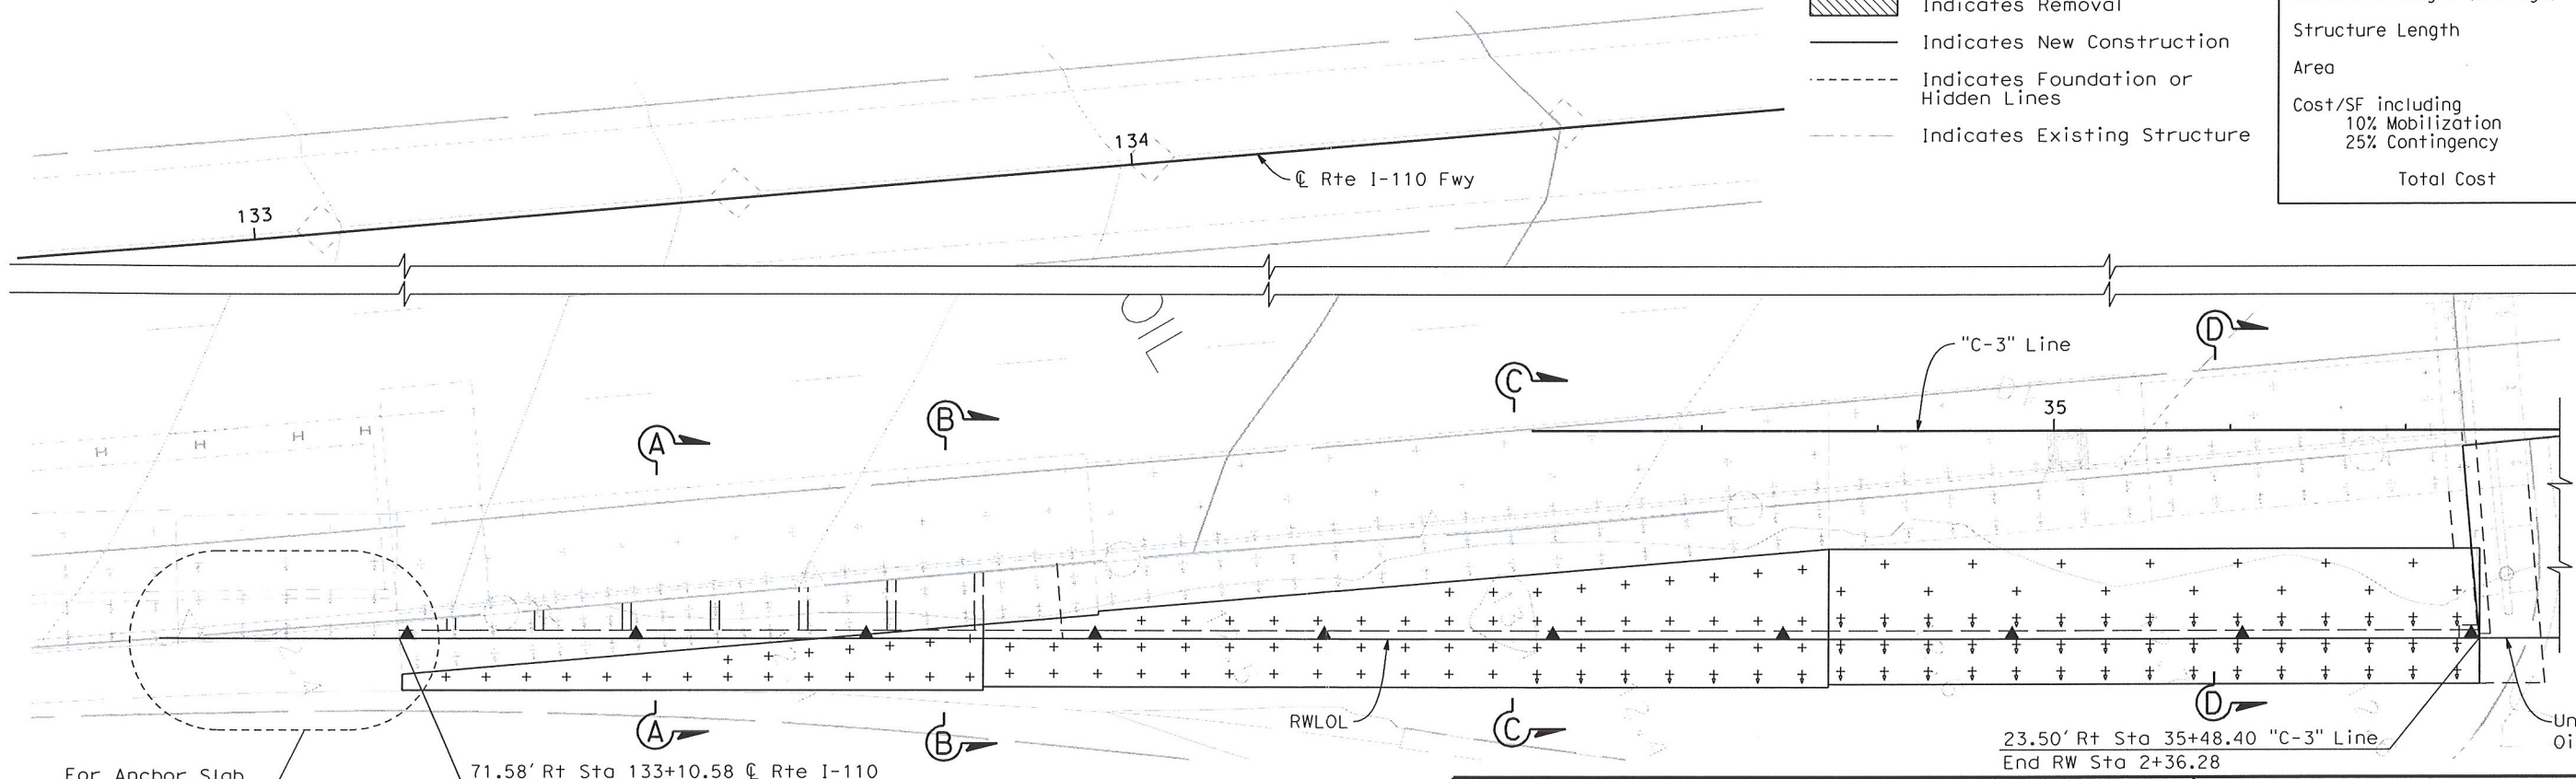 Indicates Removal
Indicates New Construction
Indicates Foundation or
Hidden Lines
Indicates Existing Structure
Structure Length
Area
Cost/SF including
10% Mobilization
25% Contingency
Total Cost
133
134
℄ Rte I-110 Fwy
OIL
A
B
C
D
"C-3" Line
35
H H H H
RWLOL
A
B
C
D
23.50' Rt Sta 35+48.40 "C-3" Line
End RW Sta 2+36.28
Un
Oi
For Anchor Slab
71.58' Rt Sta 133+10.58 ℄ Rte I-110